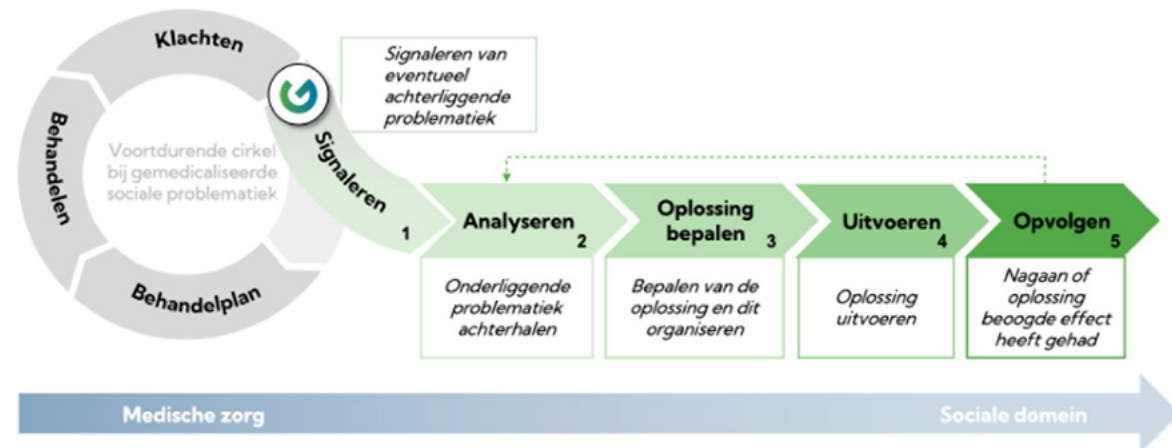 Klachten
Behandelen
Behandelplan
Voortdurende cirkel
bij gemedicaliseerde
sociale problematiek
Signaleren
1
Signaleren van
eventueel
achterliggende
problematiek
Analyseren
2
Onderliggende
problematiek
achterhalen
Oplossing
bepalen 3
Bepalen van de
oplossing en dit
organiseren
Uitvoeren
4
Oplossing
uitvoeren
Opvolgen
5
Nagaan of
oplossing
beoogde effect
heeft gehad
Medische zorg
Sociale domein